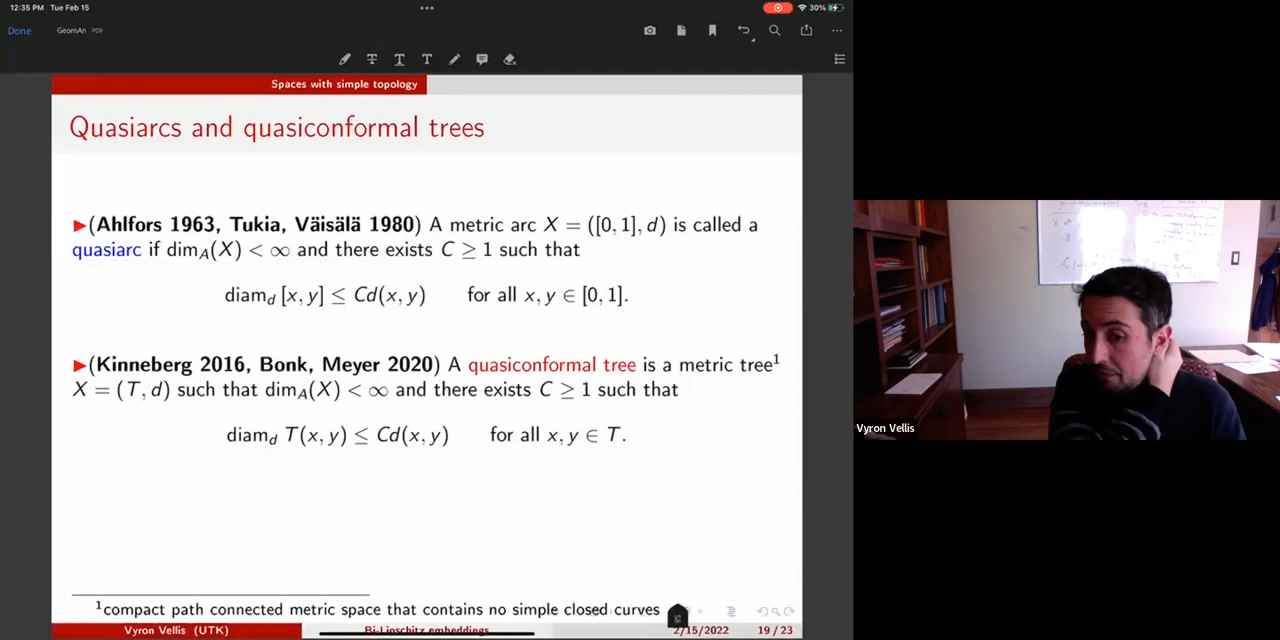 12:35 PM Tue Feb 15
30%
Done
GeomAn PDF
Spaces with simple topology
Quasiarcs and quasiconformal trees
▶(Ahlfors 1963, Tukia, Väisälä 1980) A metric arc X = ([0, 1], d) is called a
quasiarc if dim_A(X) < ∞ and there exists C ≥ 1 such that
diam_d [x, y] ≤ Cd(x, y) for all x, y ∈ [0, 1].
▶(Kinneberg 2016, Bonk, Meyer 2020) A quasiconformal tree is a metric tree¹
X = (T, d) such that dim_A(X) < ∞ and there exists C ≥ 1 such that
diam_d T(x, y) ≤ Cd(x, y) for all x, y ∈ T.
¹compact path connected metric space that contains no simple closed curves
Vyron Vellis (UTK)
Bi-Lipschitz embeddings
2/15/2022
19 / 23
Vyron Vellis